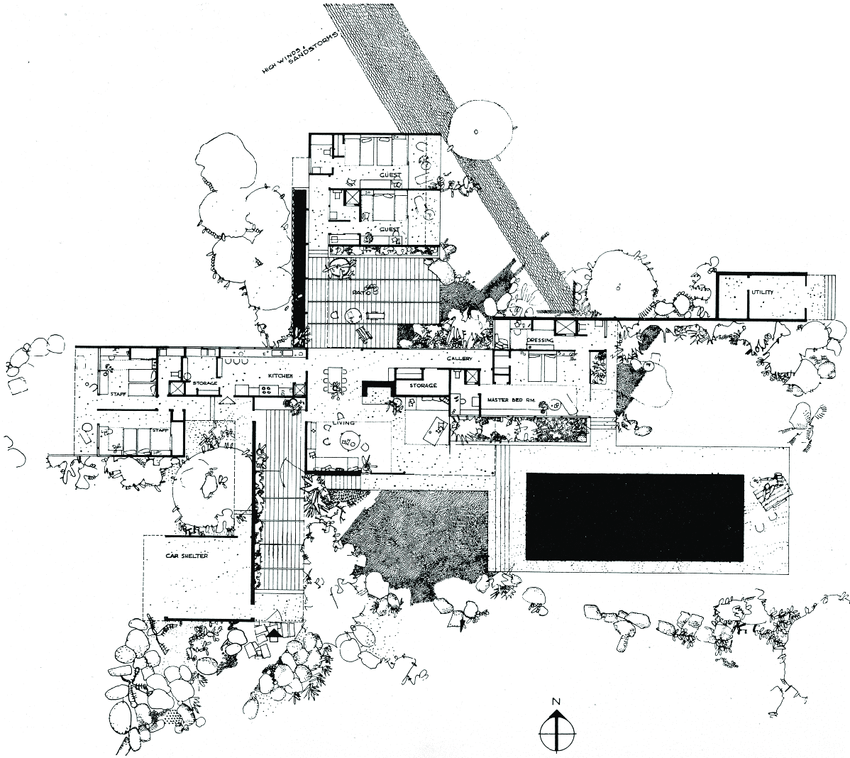 HIGH WINDS &
SANDSTORMS
GUEST
GUEST
PATIO
UTILITY
DRESSING
GALLERY
KITCHEN
STORAGE
STORAGE
STAFF
MASTER BED RM
LIVING
STAFF
CAR SHELTER
N